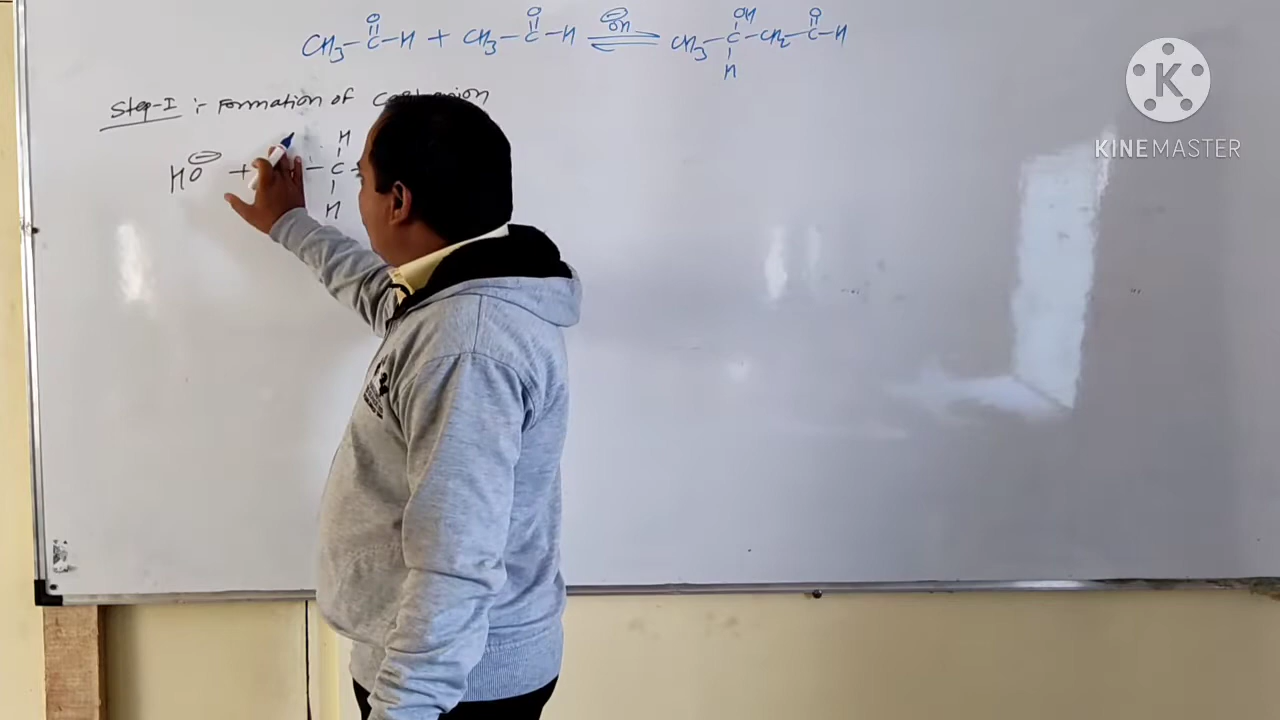 O OH OH O
CH3-C-H + CH3-C-H ⇌ CH3-C-CH2-C-H
H
Step-I :- Formation of
H
HO⊖ + -C-
H
K
KINEMASTER